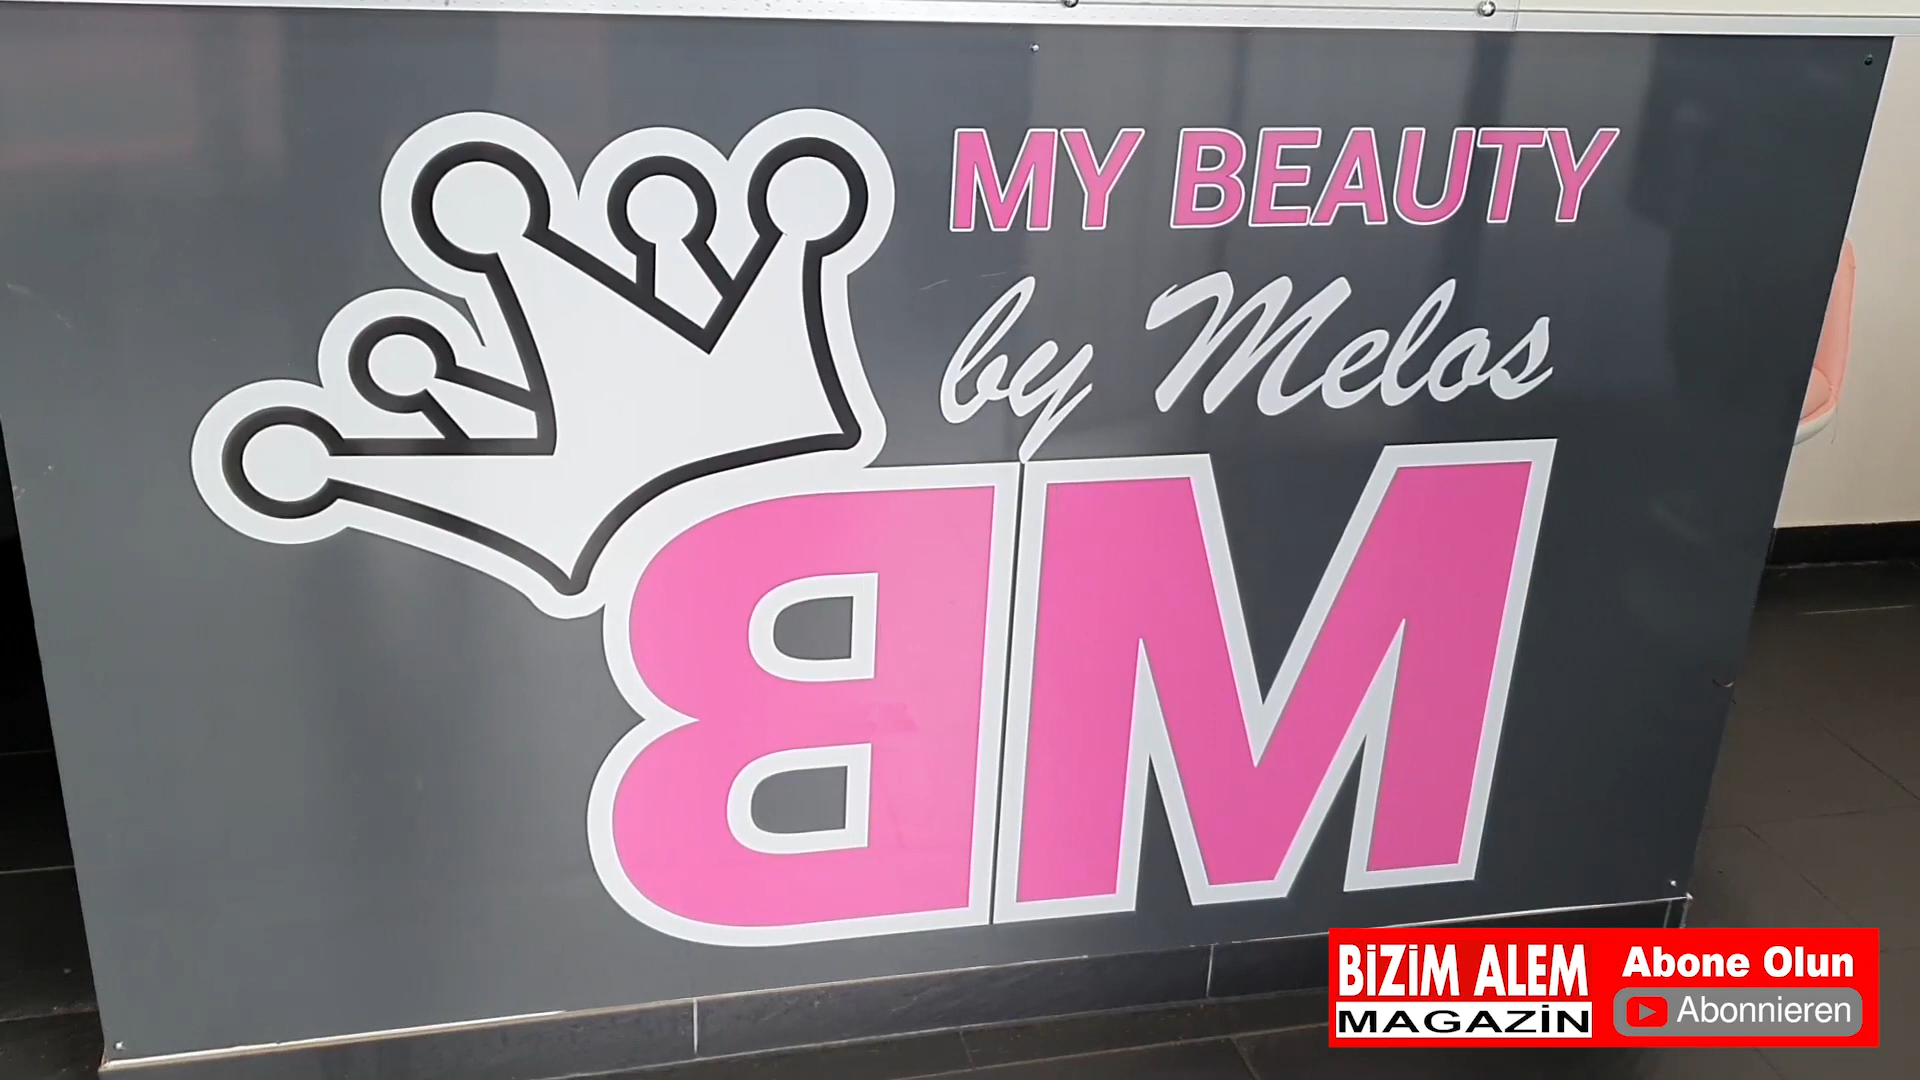 MY BEAUTY
by Melos
BM
BİZİM ALEM
MAGAZİN
Abone Olun
Abonnieren